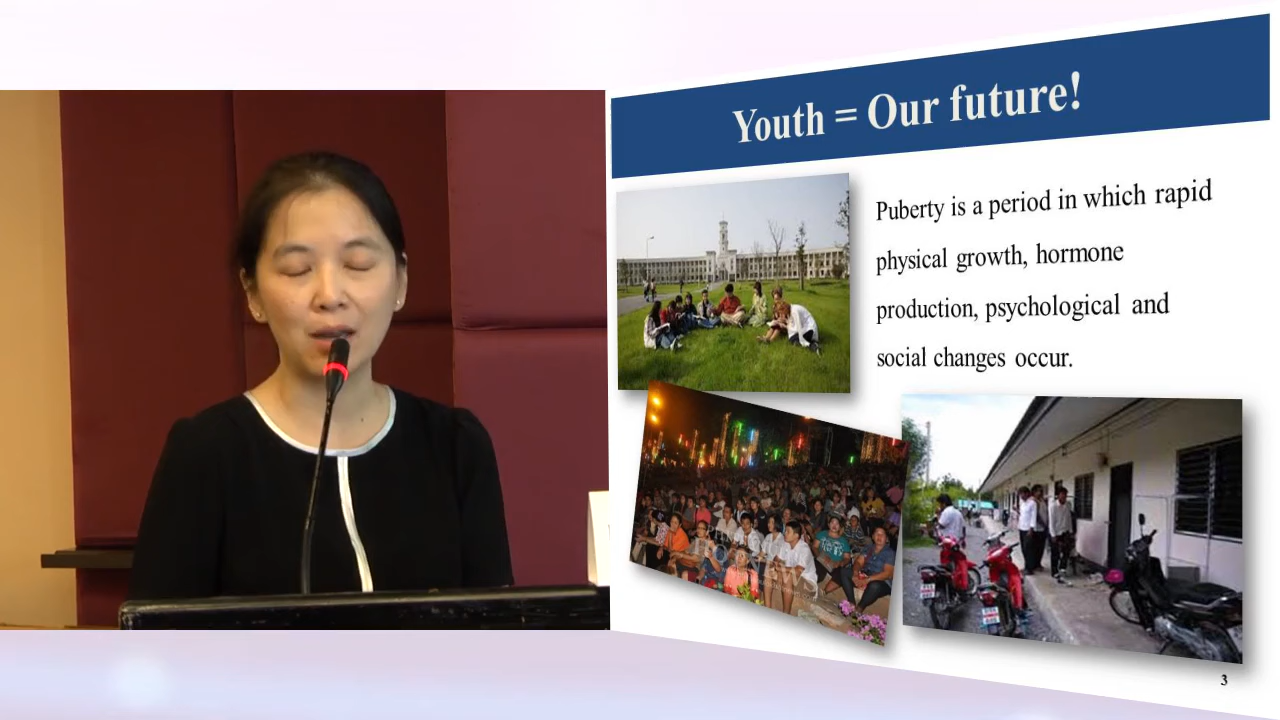 Youth = Our future!
Puberty is a period in which rapid
physical growth, hormone
production, psychological and
social changes occur.
3